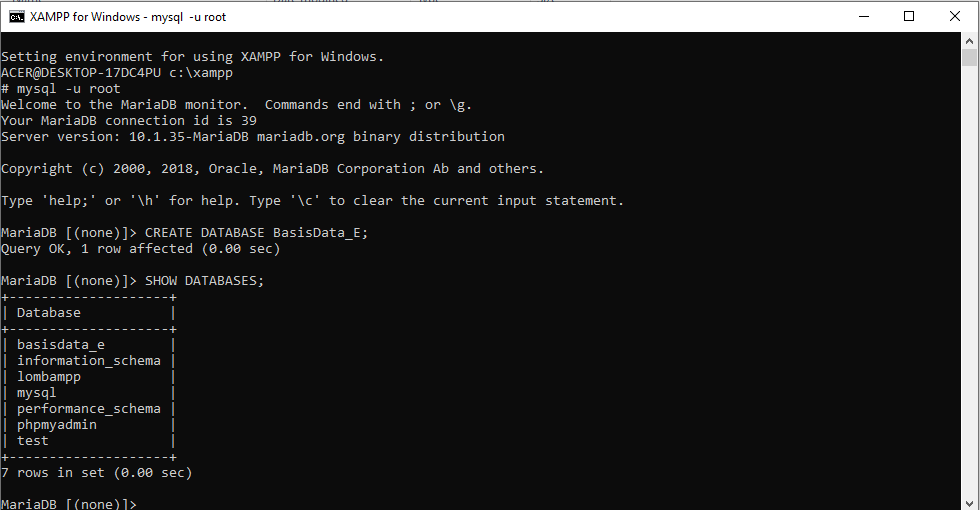 XAMPP for Windows - mysql -u root
Setting environment for using XAMPP for Windows.
ACER@DESKTOP-17DC4PU c:\xampp
# mysql -u root
Welcome to the MariaDB monitor.  Commands end with ; or \g.
Your MariaDB connection id is 39
Server version: 10.1.35-MariaDB mariadb.org binary distribution
Copyright (c) 2000, 2018, Oracle, MariaDB Corporation Ab and others.
Type 'help;' or '\h' for help. Type '\c' to clear the current input statement.
MariaDB [(none)]> CREATE DATABASE BasisData_E;
Query OK, 1 row affected (0.00 sec)
MariaDB [(none)]> SHOW DATABASES;
+--------------------+
| Database           |
+--------------------+
| basisdata_e        |
| information_schema |
| lombampp           |
| mysql              |
| performance_schema |
| phpmyadmin         |
| test               |
+--------------------+
7 rows in set (0.00 sec)
MariaDB [(none)]>